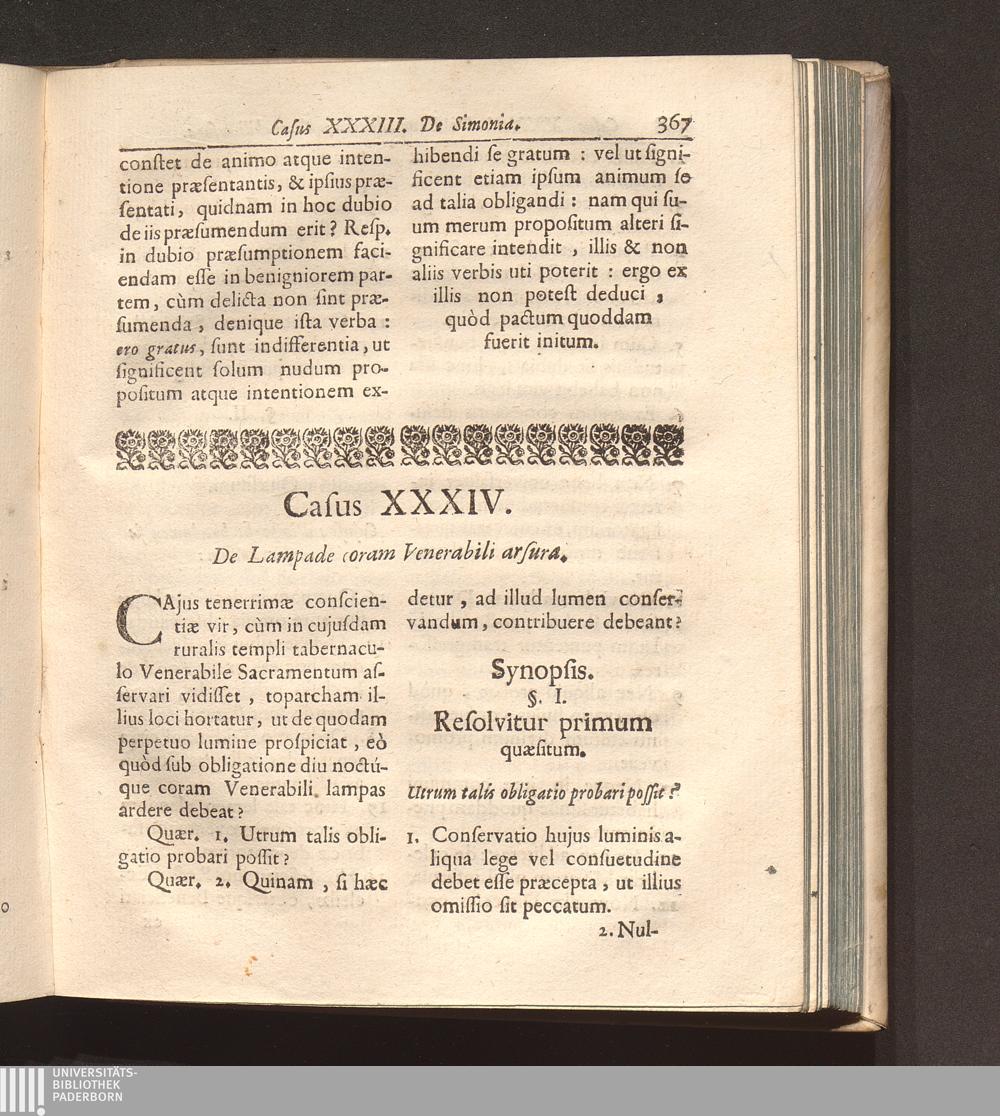 Caſus XXXIII. De Simonia. 367
conſtet de animo atque inten-
tione præſentantis, & ipſius præ-
ſentati, quidnam in hoc dubio
de iis præſumendum erit? Reſp.
in dubio præſumptionem faci-
endam eſſe in benigniorem par-
tem, cùm delicta non ſint præ-
ſumenda, denique iſta verba :
ero gratus, ſunt indifferentia, ut
ſignificent ſolum nudum pro-
poſitum atque intentionem ex-
hibendi ſe gratum : vel ut ſigni-
ficent etiam ipſum animum ſe
ad talia obligandi : nam qui ſu-
um merum propoſitum alteri ſi-
gnificare intendit , illis & non
aliis verbis uti poterit : ergo ex
illis non poteſt deduci ,
quòd pactum quoddam
fuerit initum.
Caſus XXXIV.
De Lampade coram Venerabili arſura.
CAjus tenerrimæ conſcien-
tiæ vir, cùm in cujuſdam
ruralis templi tabernacu-
lo Venerabile Sacramentum aſ-
ſervari vidiſſet , toparcham il-
lius loci hortatur, ut de quodam
perpetuo lumine proſpiciat , eò
quòd ſub obligatione diu noctú-
que coram Venerabili lampas
ardere debeat?
Quær. 1. Utrum talis obli-
gatio probari poſſit?
Quær. 2. Quinam , ſi hæc
detur , ad illud lumen conſer-
vandum, contribuere debeant?
Synopſis.
§. I.
Reſolvitur primum
quæſitum.
Utrum talis obligatio probari poſſit?
1. Conſervatio hujus luminis a-
liqua lege vel conſuetudine
debet eſſe præcepta , ut illius
omiſſio ſit peccatum.
2. Nul-
UNIVERSITÄTS-
BIBLIOTHEK
PADERBORN